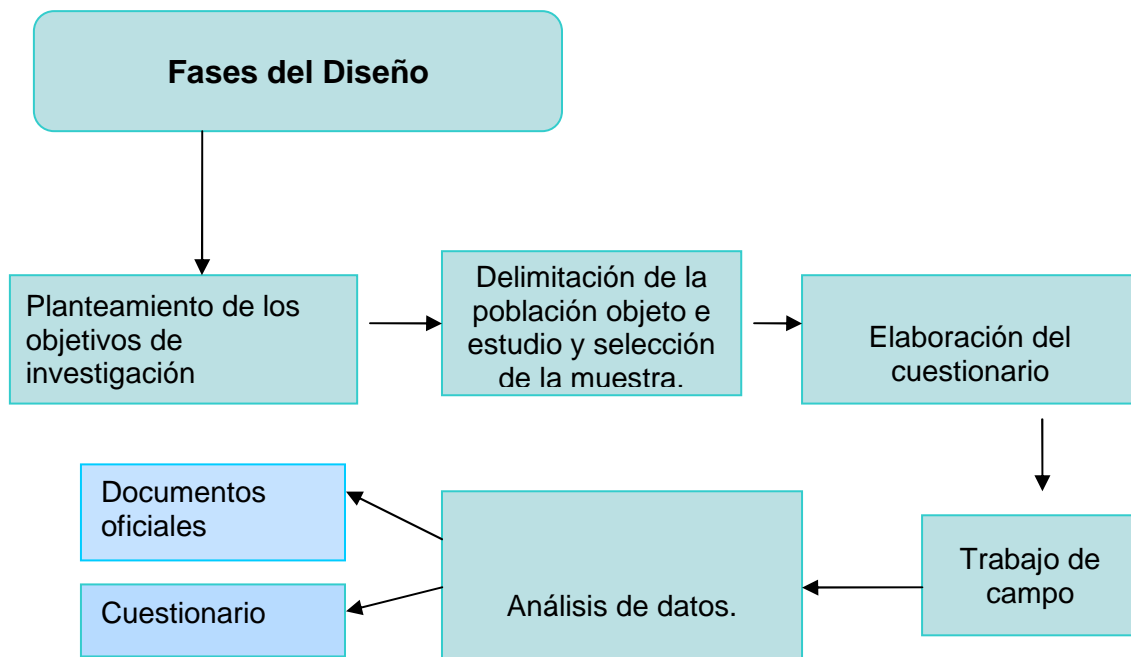 Fases del Diseño
Planteamiento de los
objetivos de
investigación
Delimitación de la
población objeto e
estudio y selección
de la muestra.
Elaboración del
cuestionario
Trabajo de
campo
Análisis de datos.
Documentos
oficiales
Cuestionario